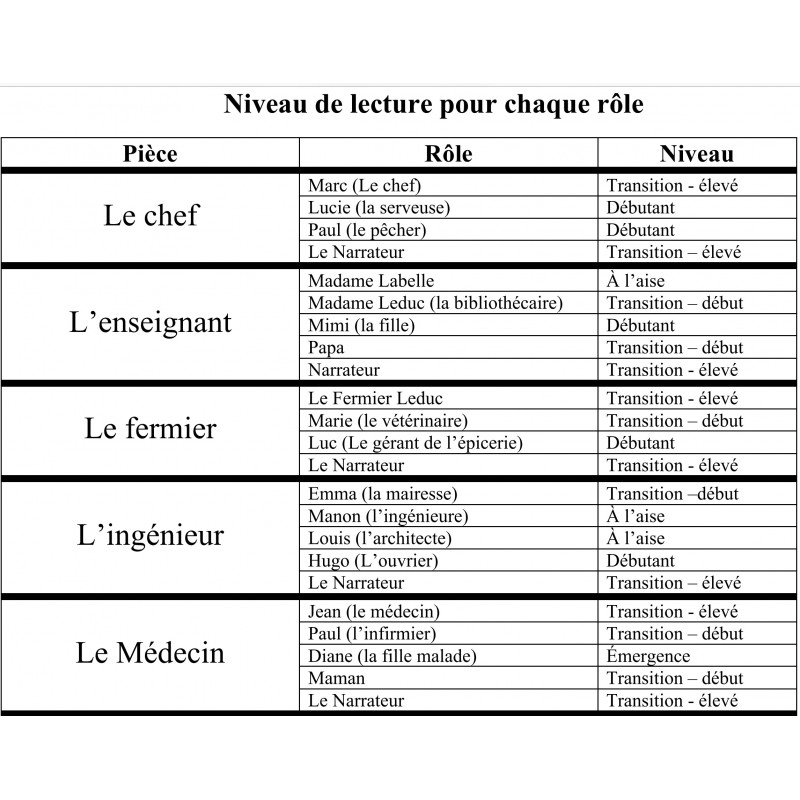 Niveau de lecture pour chaque rôle
Pièce Rôle Niveau
Le chef
Marc (Le chef) Transition - élevé
Lucie (la serveuse) Débutant
Paul (le pêcher) Débutant
Le Narrateur Transition – élevé
L’enseignant
Madame Labelle À l’aise
Madame Leduc (la bibliothécaire) Transition – début
Mimi (la fille) Débutant
Papa Transition – début
Narrateur Transition - élevé
Le fermier
Le Fermier Leduc Transition - élevé
Marie (le vétérinaire) Transition – début
Luc (Le gérant de l’épicerie) Débutant
Le Narrateur Transition - élevé
L’ingénieur
Emma (la mairesse) Transition –début
Manon (l’ingénieure) À l’aise
Louis (l’architecte) À l’aise
Hugo (L’ouvrier) Débutant
Le Narrateur Transition – élevé
Le Médecin
Jean (le médecin) Transition - élevé
Paul (l’infirmier) Transition – début
Diane (la fille malade) Émergence
Maman Transition – début
Le Narrateur Transition - élevé